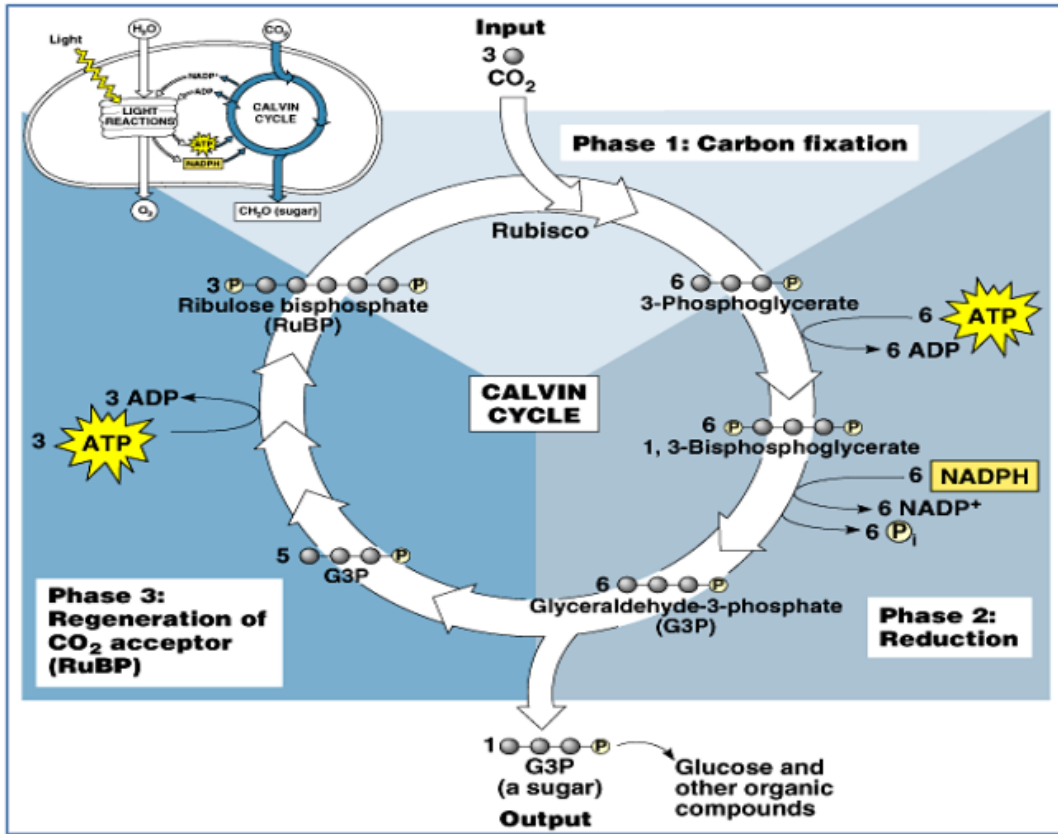 H₂O
CO₂
Light
NADP⁺
ADP
LIGHT
REACTIONS
CALVIN
CYCLE
ATP
NADPH
O₂
CH₂O (sugar)
Input
3
CO₂
Phase 1: Carbon fixation
Rubisco
3 P P
Ribulose bisphosphate
(RuBP)
6 P
3-Phosphoglycerate
6 ATP
6 ADP
CALVIN
CYCLE
3 ADP
3 ATP
6 P P
1, 3-Bisphosphoglycerate
6 NADPH
6 NADP⁺
6 Pi
5 P
G3P
6 P
Glyceraldehyde-3-phosphate
(G3P)
Phase 3:
Regeneration of
CO₂ acceptor
(RuBP)
Phase 2:
Reduction
1 P
G3P
(a sugar)
Output
Glucose and
other organic
compounds